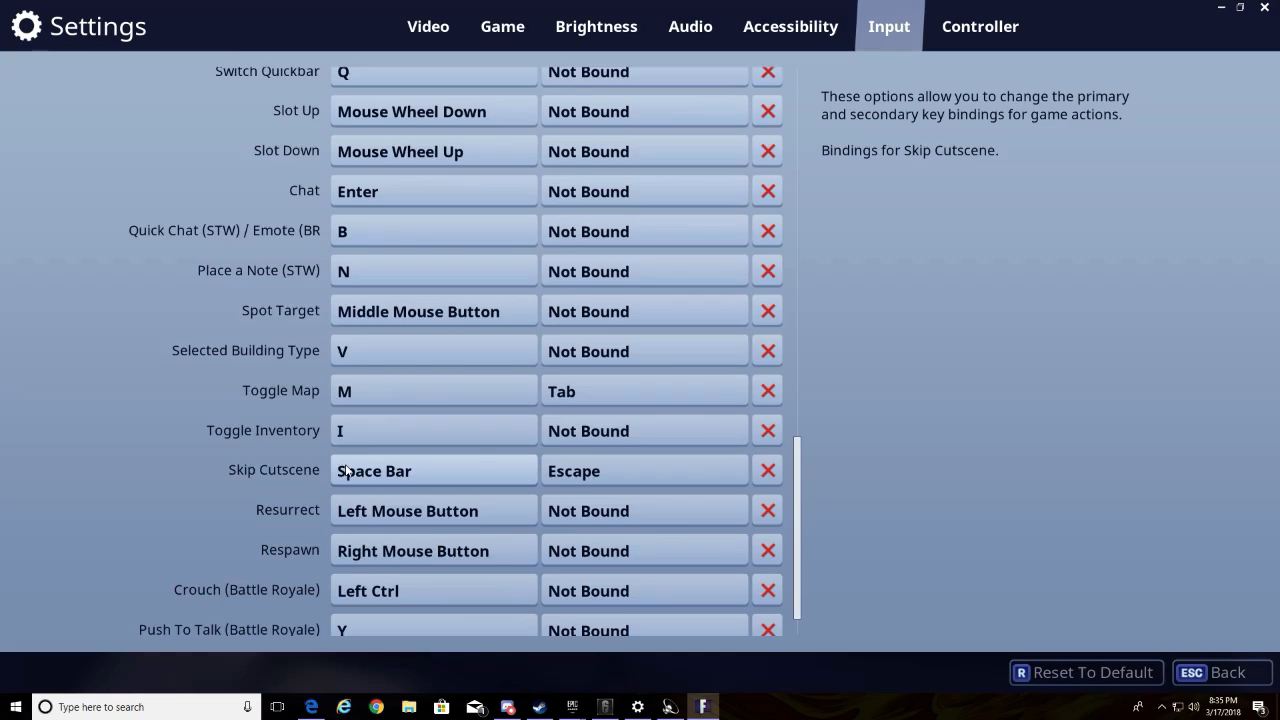 Settings
Video Game Brightness Audio Accessibility Input Controller
Switch Quickbar Q Not Bound
Slot Up Mouse Wheel Down Not Bound
Slot Down Mouse Wheel Up Not Bound
Chat Enter Not Bound
Quick Chat (STW) / Emote (BR B Not Bound
Place a Note (STW) N Not Bound
Spot Target Middle Mouse Button Not Bound
Selected Building Type V Not Bound
Toggle Map M Tab
Toggle Inventory I Not Bound
Skip Cutscene Space Bar Escape
Resurrect Left Mouse Button Not Bound
Respawn Right Mouse Button Not Bound
Crouch (Battle Royale) Left Ctrl Not Bound
Push To Talk (Battle Royale) Y Not Bound
These options allow you to change the primary
and secondary key bindings for game actions.
Bindings for Skip Cutscene.
R Reset To Default ESC Back
Type here to search
8:35 PM
3/17/2018